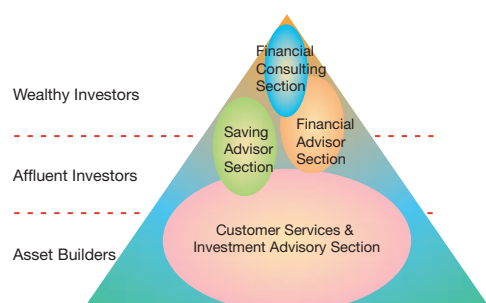 Financial
Consulting
Section
Wealthy Investors
Saving
Advisor
Section
Financial
Advisor
Section
Affluent Investors
Customer Services &
Investment Advisory Section
Asset Builders